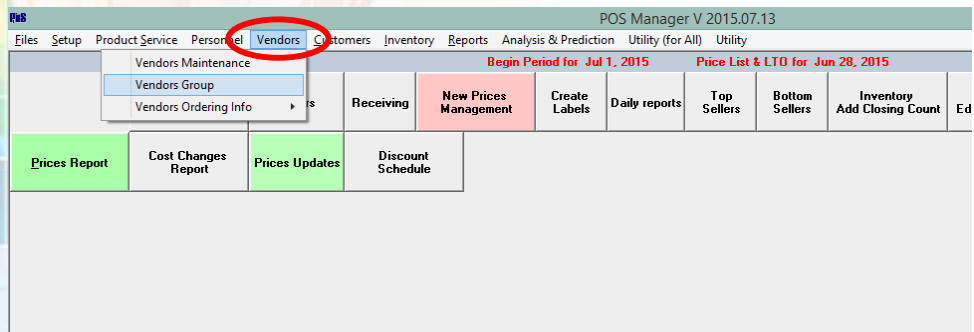 POS POS Manager V 2015.07.13
Files Setup Product Service Personnel Vendors Customers Inventory Reports Analysis & Prediction Utility (for All) Utility
Begin Period for Jul 1, 2015 Price List & LTO for Jun 28, 2015
Vendors Maintenance
Vendors Group
Vendors Ordering Info
Receiving
New Prices
Management
Create
Labels
Daily reports
Top
Sellers
Bottom
Sellers
Inventory
Add Closing Count
Prices Report
Cost Changes
Report
Prices Updates
Discount
Schedule